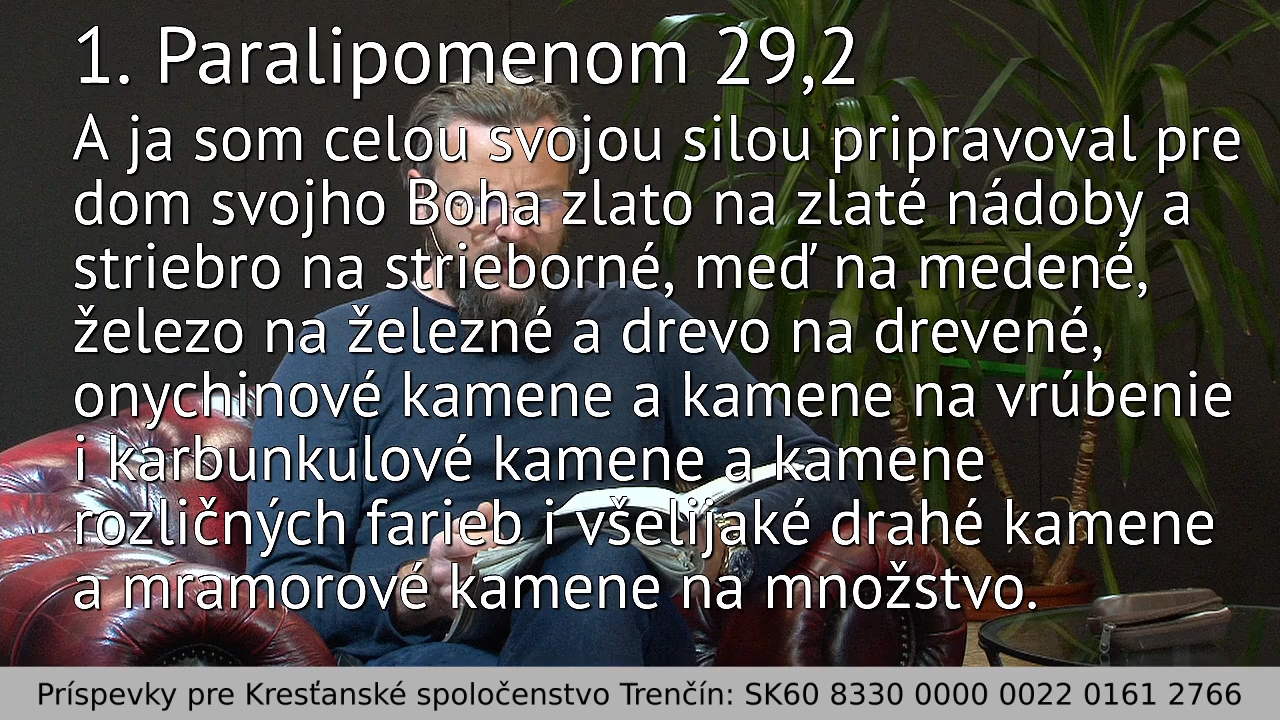 1. Paralipomenom 29,2
A ja som celou svojou silou pripravoval pre
dom svojho Boha zlato na zlaté nádoby a
striebro na strieborné, meď na medené,
železo na železné a drevo na drevené,
onychinové kamene a kamene na vrúbenie
i karbunkulové kamene a kamene
rozličných farieb i všelijaké drahé kamene
a mramorové kamene na množstvo.
Príspevky pre Kresťanské spoločenstvo Trenčín: SK60 8330 0000 0022 0161 2766